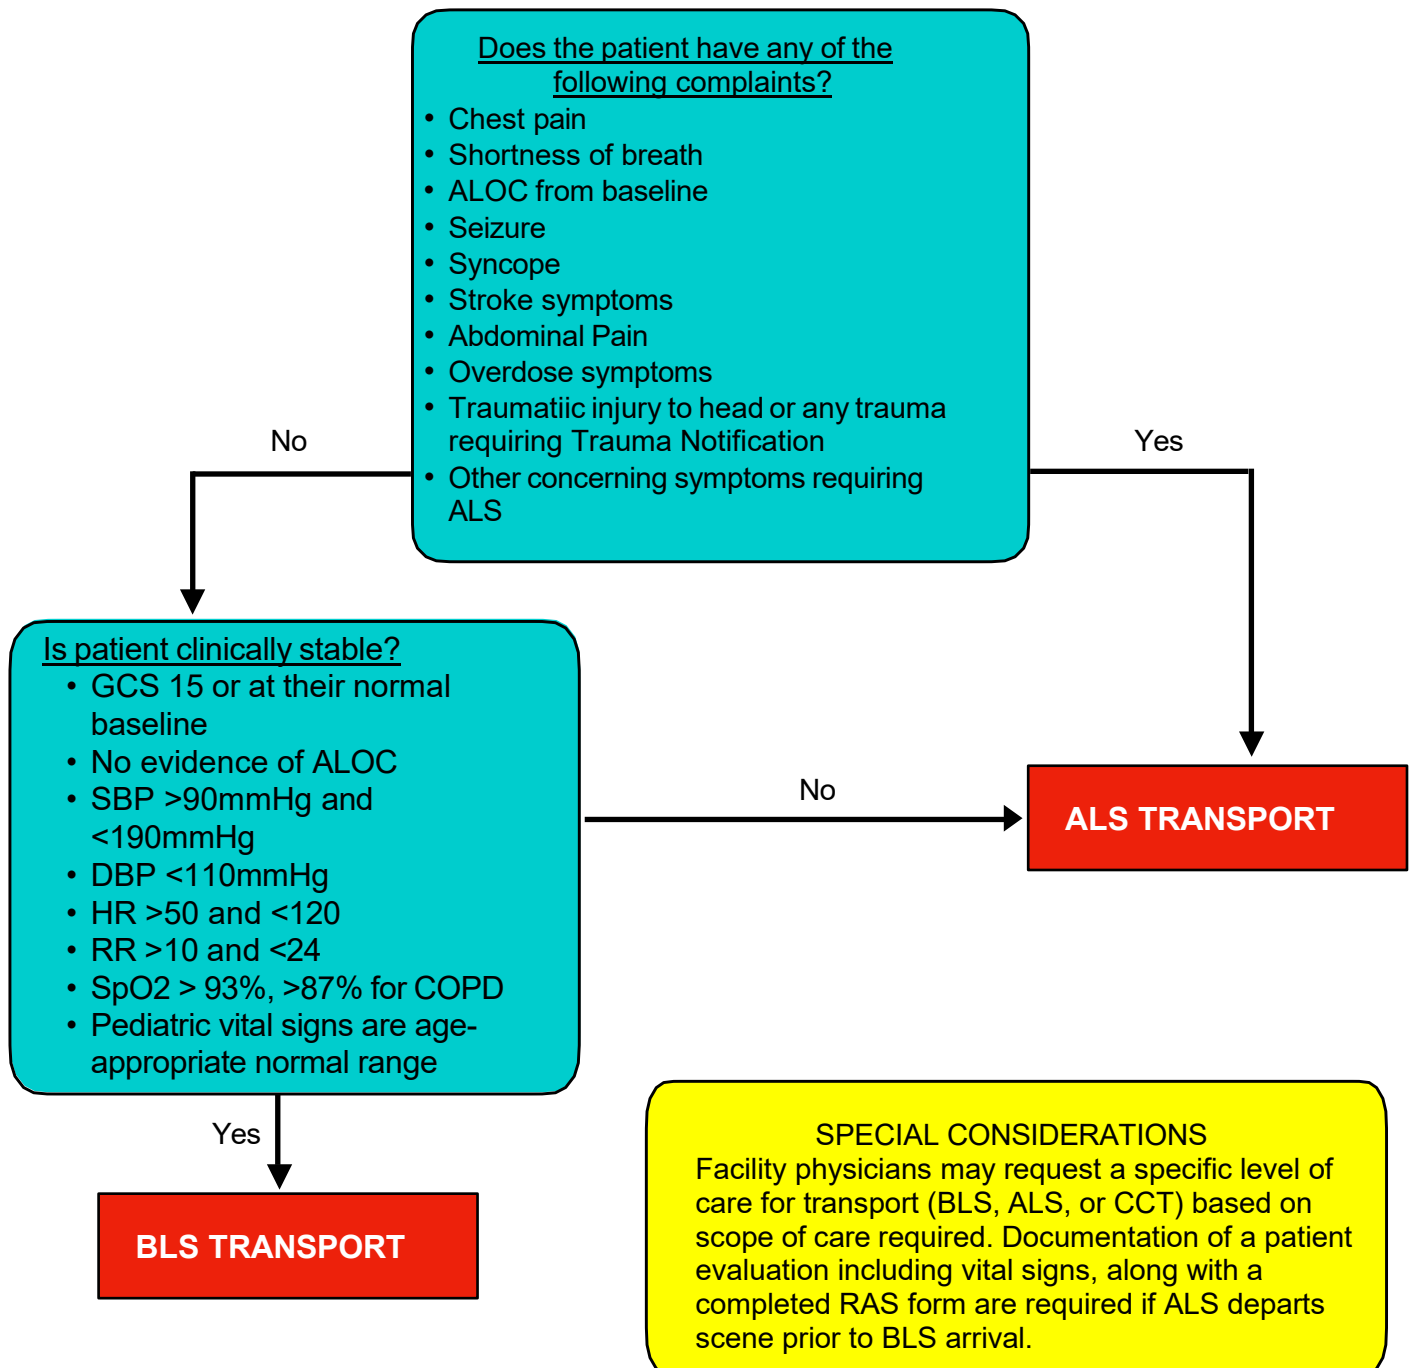 Does the patient have any of the
following complaints?
• Chest pain
• Shortness of breath
• ALOC from baseline
• Seizure
• Syncope
• Stroke symptoms
• Abdominal Pain
• Overdose symptoms
• Traumatiic injury to head or any trauma
requiring Trauma Notification
• Other concerning symptoms requiring
ALS
No
Yes
Is patient clinically stable?
• GCS 15 or at their normal
baseline
• No evidence of ALOC
• SBP >90mmHg and
<190mmHg
• DBP <110mmHg
• HR >50 and <120
• RR >10 and <24
• SpO2 > 93%, >87% for COPD
• Pediatric vital signs are age-
appropriate normal range
No
ALS TRANSPORT
Yes
BLS TRANSPORT
SPECIAL CONSIDERATIONS
Facility physicians may request a specific level of
care for transport (BLS, ALS, or CCT) based on
scope of care required. Documentation of a patient
evaluation including vital signs, along with a
completed RAS form are required if ALS departs
scene prior to BLS arrival.